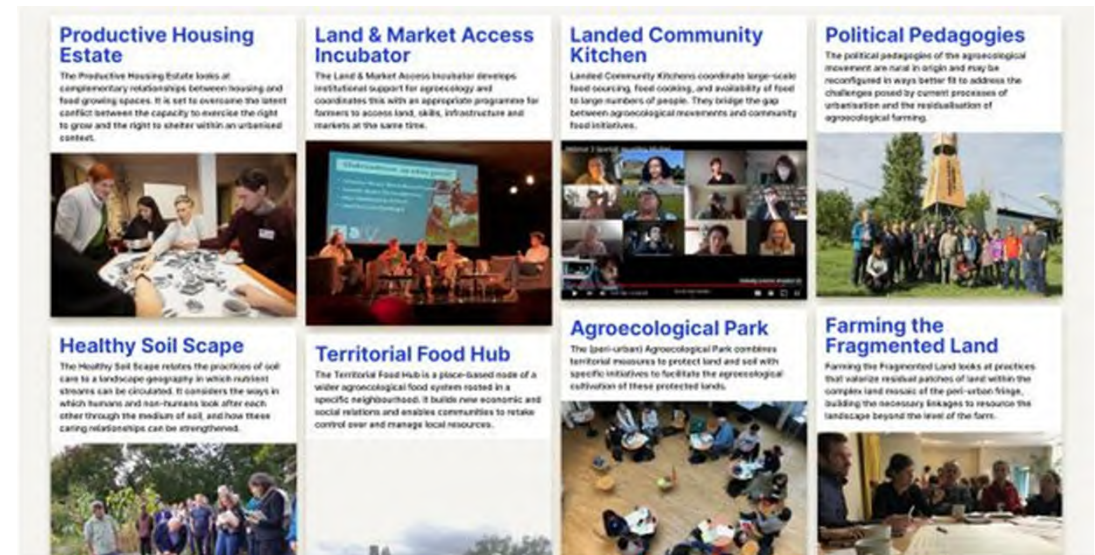 Productive Housing
Estate
The Productive Housing Estate looks at
complementary relationships between housing and
food growing spaces. It is set to overcome the latent
conflict between the capacity to exercise the right
to grow and the right to shelter within an urbanised
context.
Land & Market Access
Incubator
The Land & Market Access Incubator develops
institutional support for agroecology and
coordinates this with an appropriate programme for
farmers to access land, skills, infrastructure and
markets at the same time.
Landed Community
Kitchen
Landed Community Kitchens coordinate large-scale
food sourcing, food cooking, and availability of food
to large numbers of people. They bridge the gap
between agroecological movements and community
food initiatives.
Political Pedagogies
The political pedagogies of the agroecological
movement are rural in origin and may be
reconfigured in ways better fit to address the
challenges posed by current processes of
urbanisation and the residualisation of
agroecological farming.
Healthy Soil Scape
The Healthy Soil Scape relates the practices of soil
care to a landscape geography in which nutrient
streams can be circulated. It considers the ways in
which humans and non-humans look after each
other through the medium of soil, and how these
caring relationships can be strengthened.
Territorial Food Hub
The Territorial Food Hub is a place-based node of a
wider agroecological food system rooted in a
specific neighbourhood. It builds new economic and
social relations and enables communities to retake
control over and manage local resources.
Agroecological Park
The (peri-urban) Agroecological Park combines
territorial measures to protect land and soil with
specific initiatives to facilitate the agroecological
cultivation of these protected lands.
Farming the
Fragmented Land
Farming the Fragmented Land looks at practices
that valorize residual patches of land within the
complex land mosaic of the peri-urban fringe,
building the necessary linkages to resource the
landscape beyond the level of the farm.